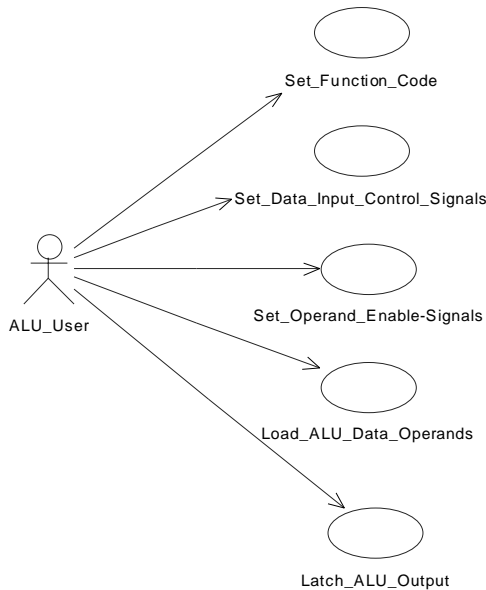 Set_Function_Code
Set_Data_Input_Control_Signals
Set_Operand_Enable-Signals
ALU_User
Load_ALU_Data_Operands
Latch_ALU_Output